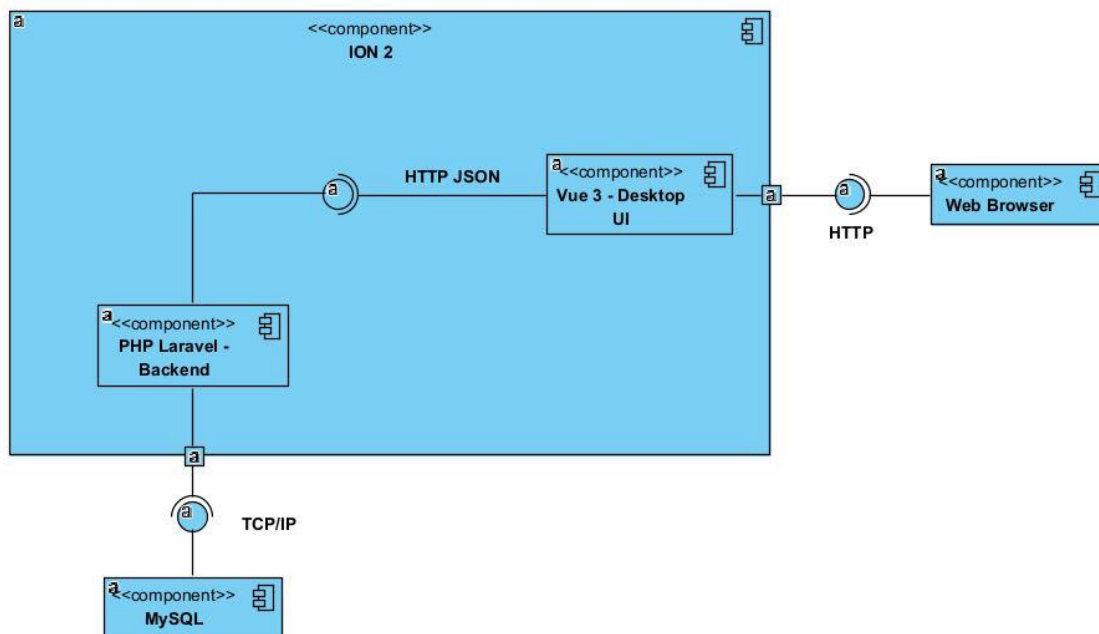 a
<<component>>
ION 2
a
HTTP JSON
a
<<component>>
Vue 3 - Desktop
UI
a
a
HTTP
a
<<component>>
Web Browser
a
<<component>>
PHP Laravel -
Backend
a
a
TCP/IP
a
<<component>>
MySQL